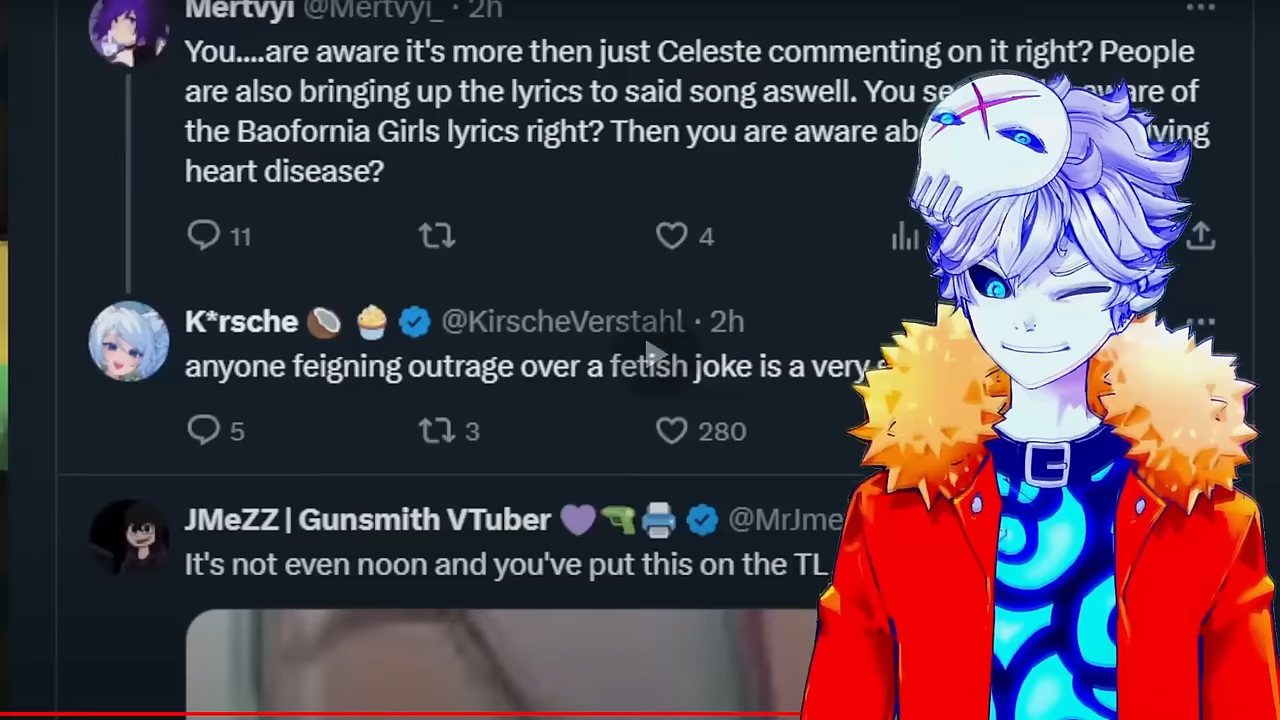 Mertvyi @Mertvyi_ · 2h
You....are aware it's more then just Celeste commenting on it right? People
are also bringing up the lyrics to said song aswell. You are of
the Baofornia Girls lyrics right? Then you are aware
heart disease?
11 4
K*rsche @KirscheVerstahl · 2h
anyone feigning outrage over a fetish joke is a very
5 3 280
JMeZZ | Gunsmith VTuber @MrJme
It's not even noon and you've put this on the TL